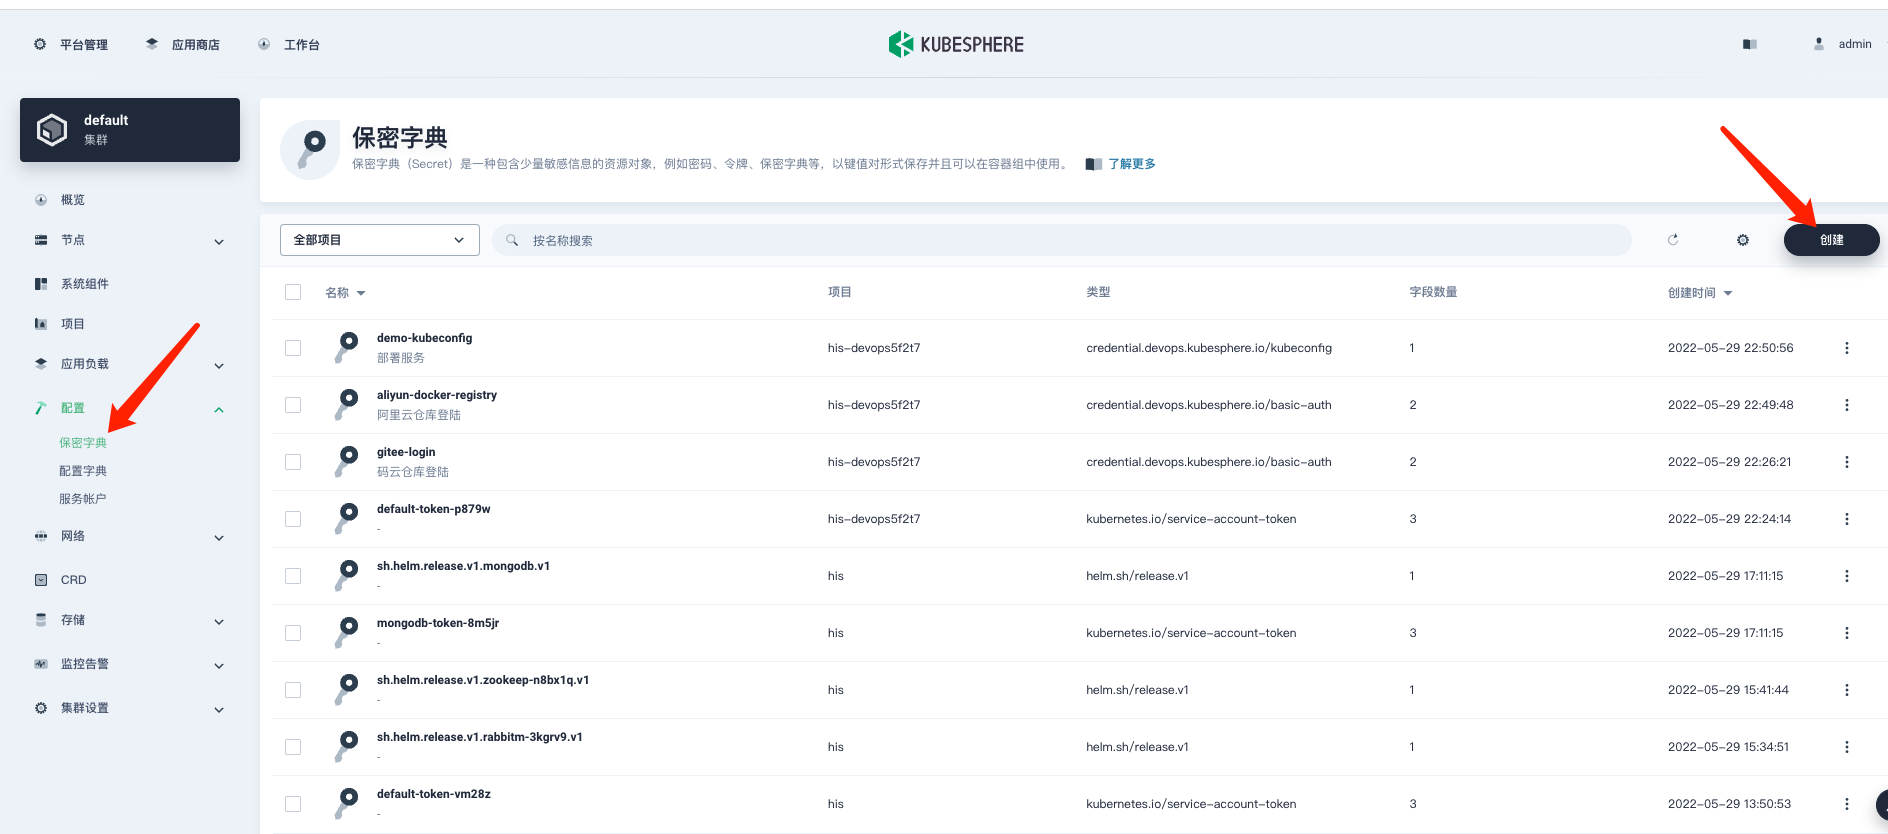 平台管理 应用商店 工作台 KUBESPHERE admin
default
集群
概览
节点
系统组件
项目
应用负载
配置
保密字典
配置字典
服务帐户
网络
CRD
存储
监控告警
集群设置
保密字典
保密字典（Secret）是一种包含少量敏感信息的资源对象，例如密码、令牌、保密字典等，以键值对形式保存并且可以在容器组中使用。 了解更多
全部项目 按名称搜索 创建
名称 项目 类型 字段数量 创建时间
demo-kubeconfig
部署服务
his-devops5f2t7 credential.devops.kubesphere.io/kubeconfig 1 2022-05-29 22:50:56
aliyun-docker-registry
阿里云仓库登陆
his-devops5f2t7 credential.devops.kubesphere.io/basic-auth 2 2022-05-29 22:49:48
gitee-login
码云仓库登陆
his-devops5f2t7 credential.devops.kubesphere.io/basic-auth 2 2022-05-29 22:26:21
default-token-p879w
-
his-devops5f2t7 kubernetes.io/service-account-token 3 2022-05-29 22:24:14
sh.helm.release.v1.mongodb.v1
-
his helm.sh/release.v1 1 2022-05-29 17:11:15
mongodb-token-8m5jr
-
his kubernetes.io/service-account-token 3 2022-05-29 17:11:15
sh.helm.release.v1.zookeep-n8bx1q.v1
-
his helm.sh/release.v1 1 2022-05-29 15:41:44
sh.helm.release.v1.rabbitm-3kgrv9.v1
-
his helm.sh/release.v1 1 2022-05-29 15:34:51
default-token-vm28z
-
his kubernetes.io/service-account-token 3 2022-05-29 13:50:53